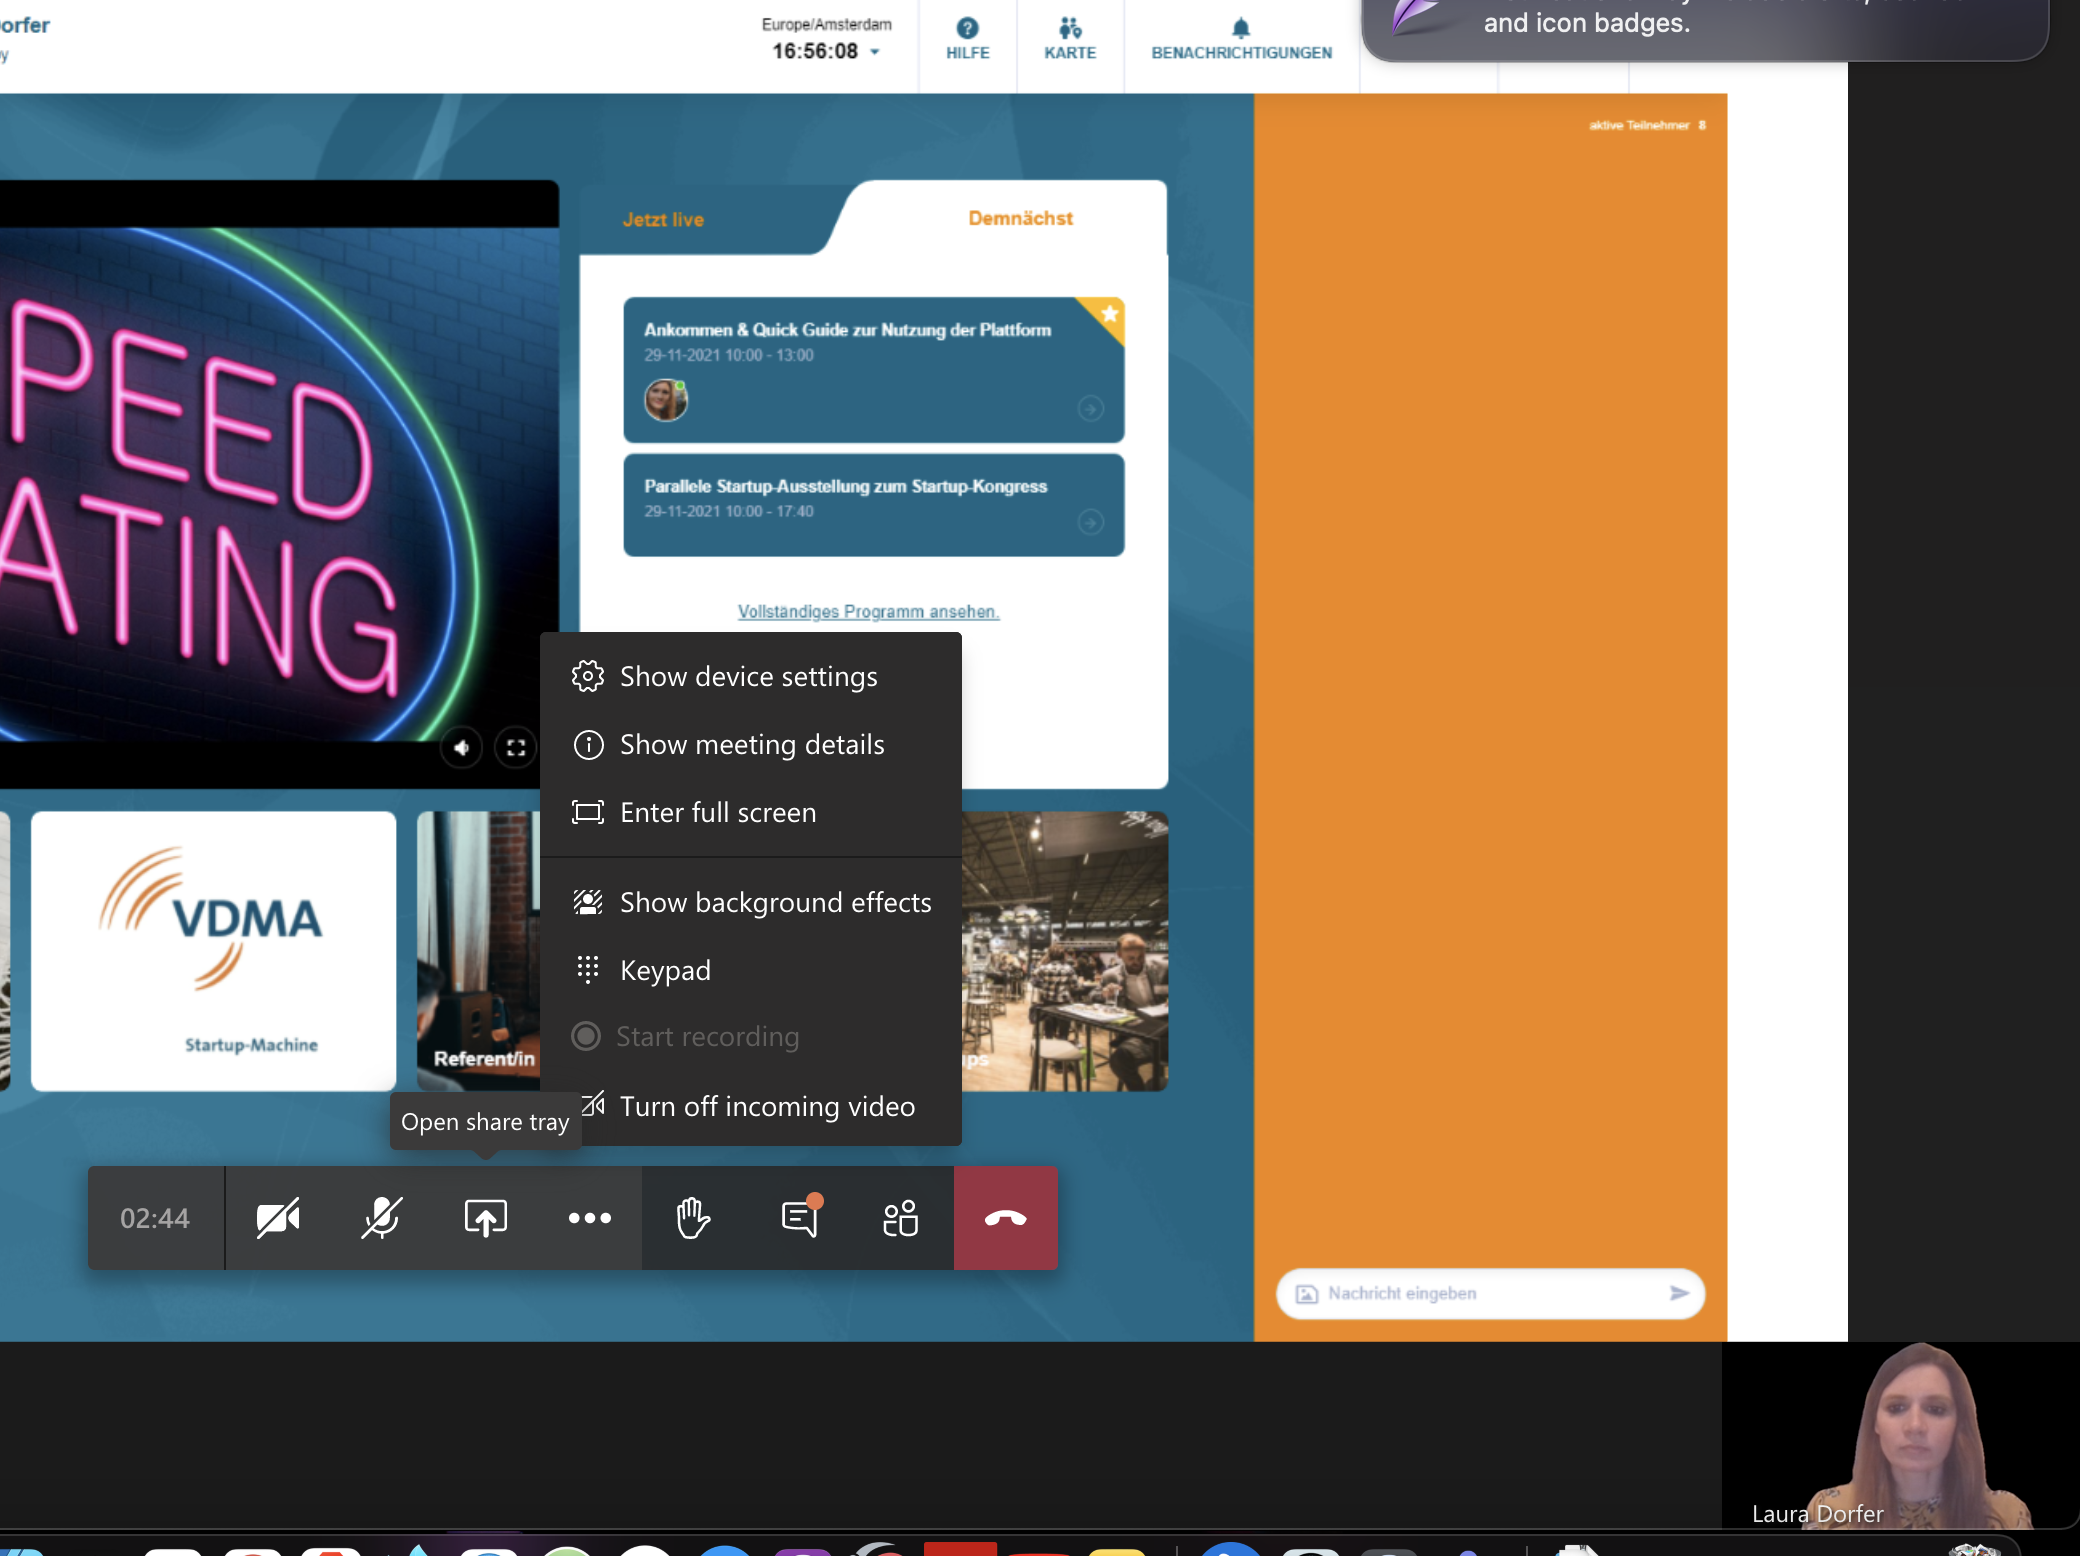 orfer
Europe/Amsterdam
16:56:08
HILFE
KARTE
BENACHRICHTIGUNGEN
and icon badges.
aktive Teilnehmer 8
Jetzt live
Demnächst
PEED
ATING
Ankommen & Quick Guide zur Nutzung der Plattform
29-11-2021 10:00 - 13:00
Parallele Startup-Ausstellung zum Startup-Kongress
29-11-2021 10:00 - 17:40
Vollständiges Programm ansehen.
Show device settings
Show meeting details
Enter full screen
Show background effects
Keypad
Start recording
Turn off incoming video
VDMA
Startup-Machine
Referent/in
ups
Open share tray
02:44
Nachricht eingeben
Laura Dorfer